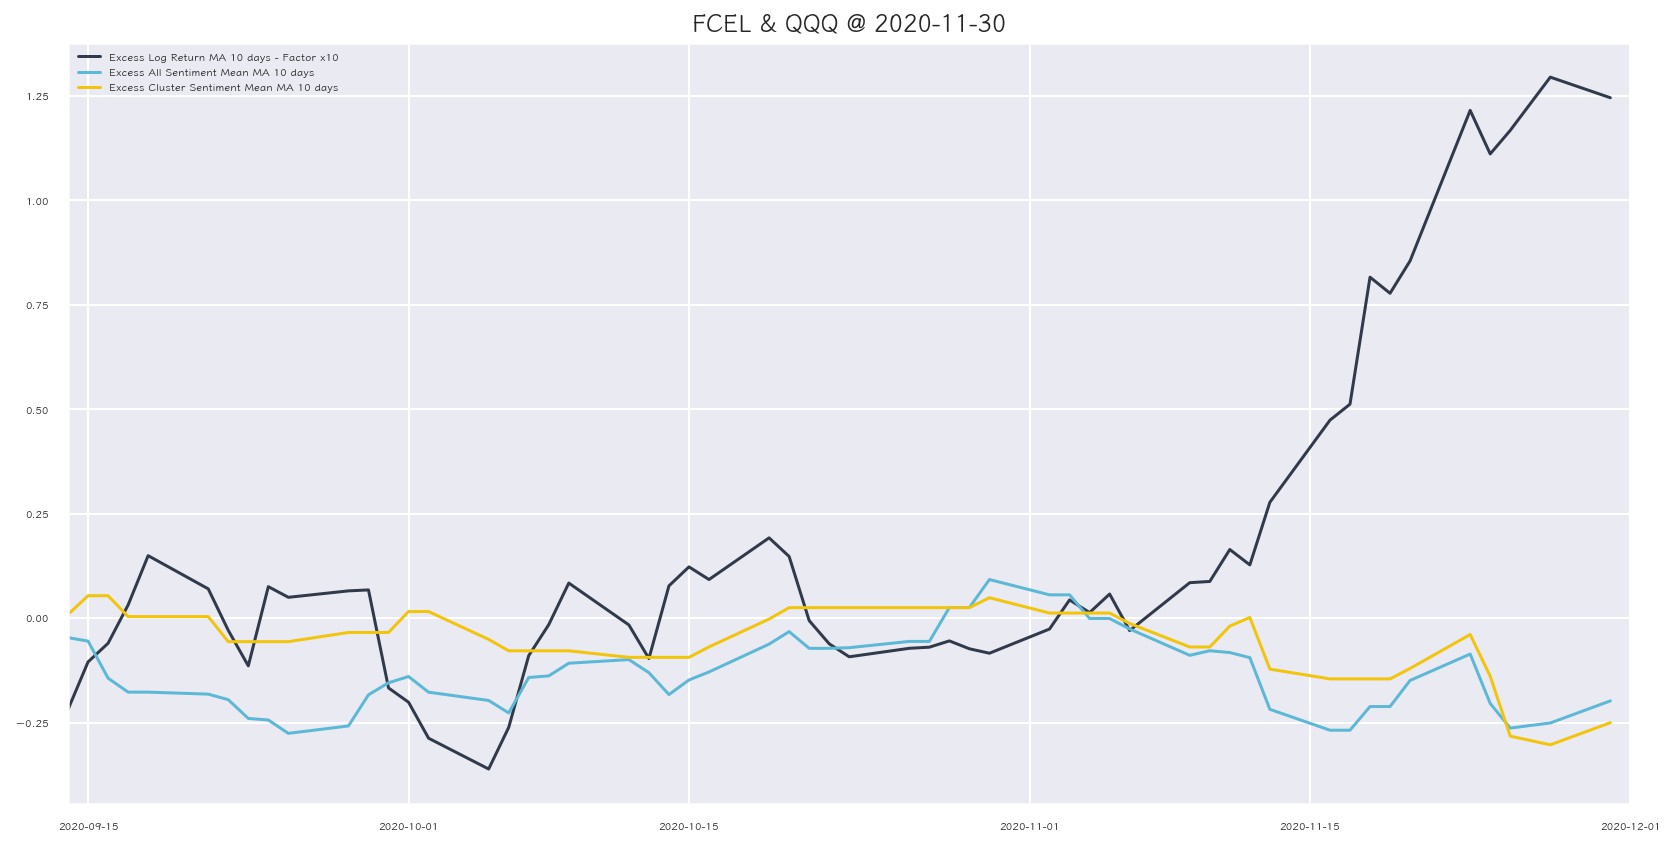 FCEL & QQQ @ 2020-11-30
Excess Log Return MA 10 days - Factor x10
Excess All Sentiment Mean MA 10 days
Excess Cluster Sentiment Mean MA 10 days
1.25
1.00
0.75
0.50
0.25
0.00
−0.25
2020-09-15 2020-10-01 2020-10-15 2020-11-01 2020-11-15 2020-12-01